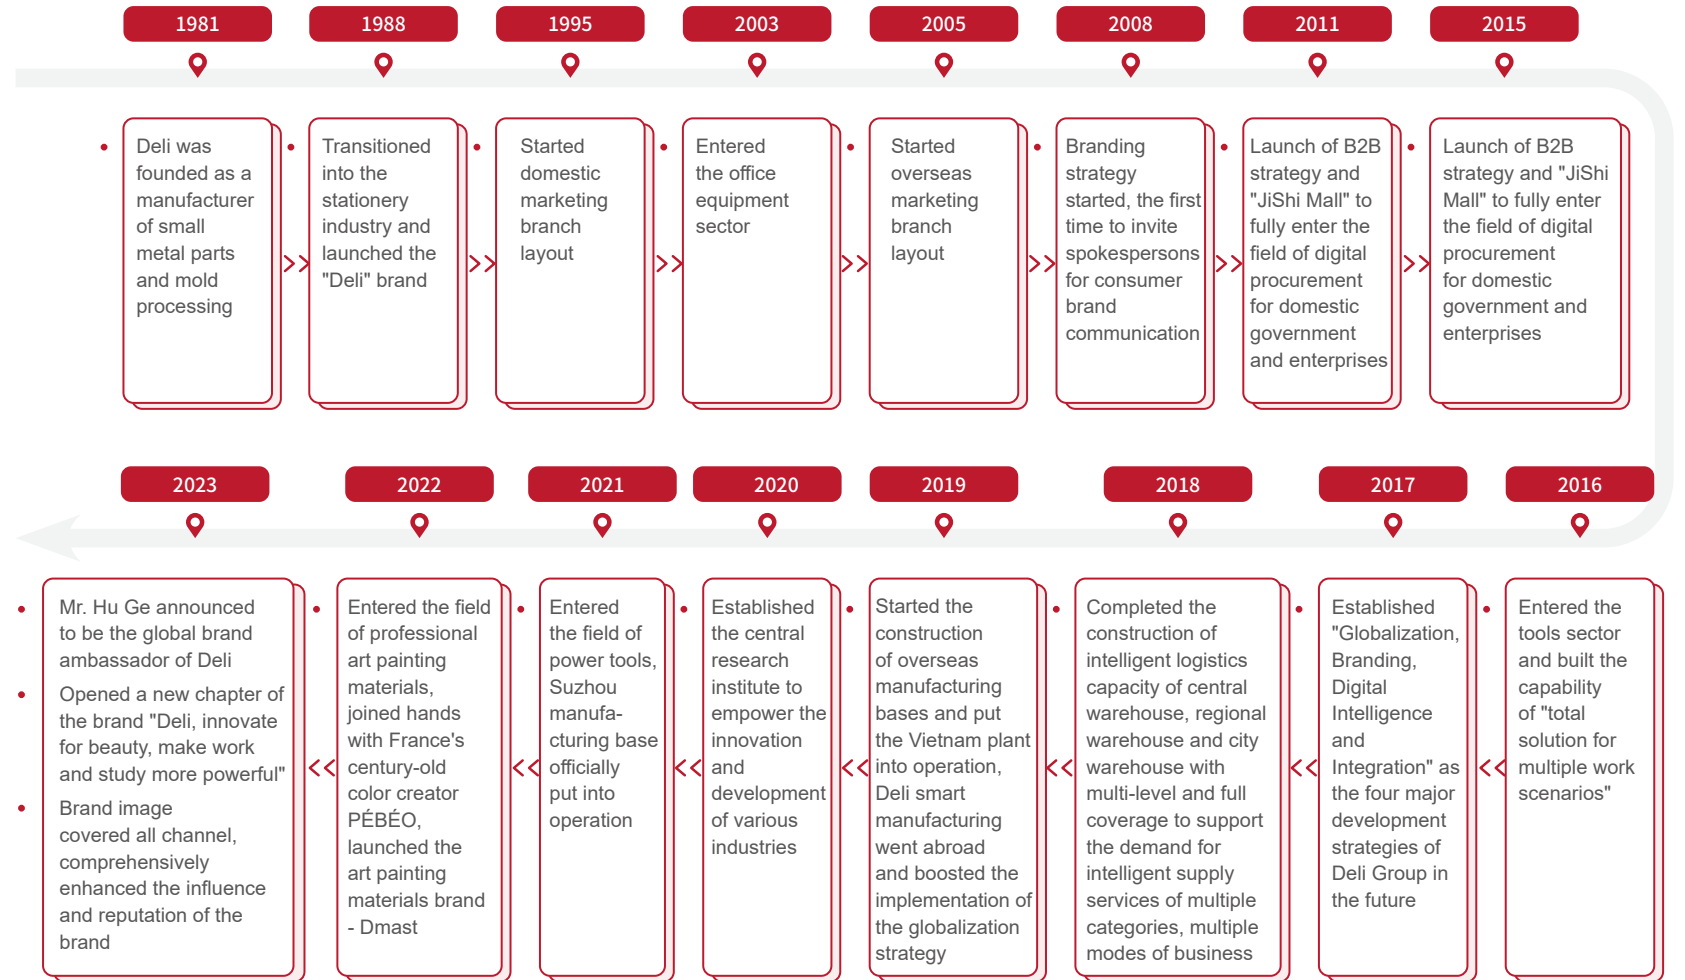 1981
1988
1995
2003
2005
2008
2011
2015
Deli was
founded as a
manufacturer
of small
metal parts
and mold
processing
Transitioned
into the
stationery
industry and
launched the
"Deli" brand
Started
domestic
marketing
branch
layout
Entered
the office
equipment
sector
Started
overseas
marketing
branch
layout
Branding
strategy
started, the first
time to invite
spokespersons
for consumer
brand
communication
Launch of B2B
strategy and
"JiShi Mall" to
fully enter the
field of digital
procurement
for domestic
government
and enterprises
Launch of B2B
strategy and "JiShi
Mall" to fully enter
the field of digital
procurement
for domestic
government and
enterprises
2023
2022
2021
2020
2019
2018
2017
2016
Mr. Hu Ge announced
to be the global brand
ambassador of Deli
Opened a new chapter of
the brand "Deli, innovate
for beauty, make work
and study more powerful"
Brand image
covered all channel,
comprehensively
enhanced the influence
and reputation of the
brand
Entered the field
of professional
art painting
materials,
joined hands
with France's
century-old
color creator
PÉBÉO,
launched the
art painting
materials brand
- Dmast
Entered
the field of
power tools,
Suzhou
manufa-
cturing base
officially
put into
operation
Established
the central
research
institute to
empower the
innovation
and
development
of various
industries
Started the
construction
of overseas
manufacturing
bases and put
the Vietnam plant
into operation,
Deli smart
manufacturing
went abroad
and boosted the
implementation of
the globalization
strategy
Completed the
construction of
intelligent logistics
capacity of central
warehouse, regional
warehouse and city
warehouse with
multi-level and full
coverage to support
the demand for
intelligent supply
services of multiple
categories, multiple
modes of business
Established
"Globalization,
Branding,
Digital
Intelligence
and
Integration" as
the four major
development
strategies of
Deli Group in
the future
Entered the
tools sector
and built the
capability
of "total
solution for
multiple work
scenarios"